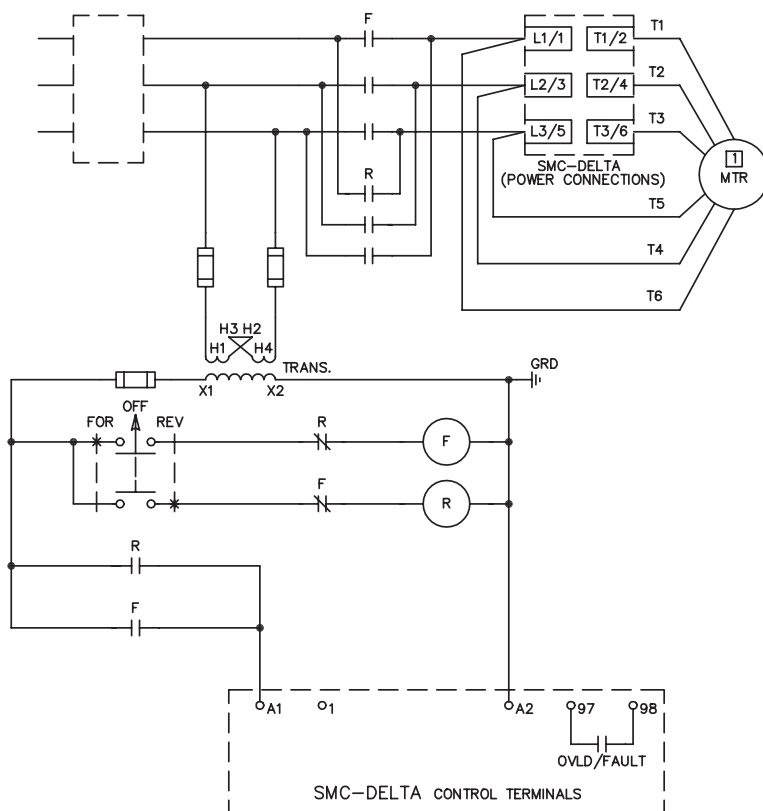 F
L1/1 T1/2 T1
L2/3 T2/4 T2
L3/5 T3/6 T3
SMC-DELTA
(POWER CONNECTIONS)
1
MTR
R
T5
T4
T6
H3 H2
H1 H4
TRANS.
X1 X2
GRD
OFF
FOR REV
R
F
F
R
R
F
A1 1 A2 97 98
OVLD/FAULT
SMC-DELTA CONTROL TERMINALS